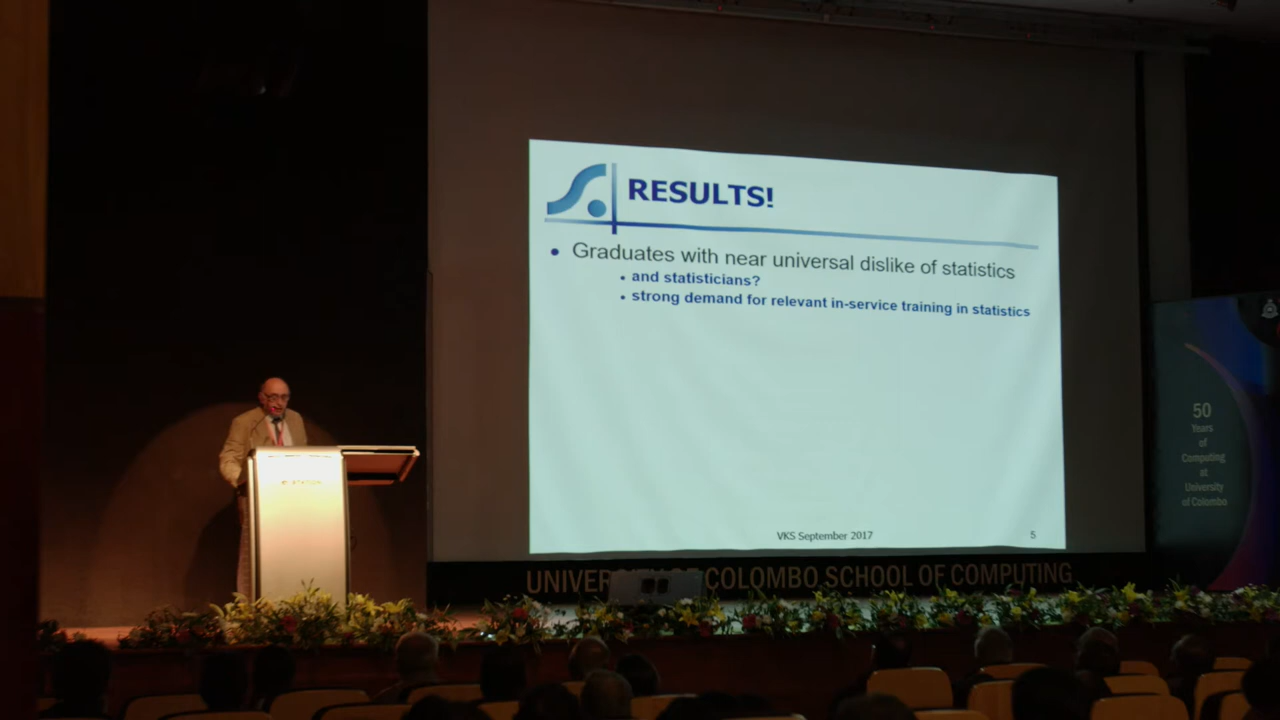 RESULTS!
Graduates with near universal dislike of statistics
and statisticians?
strong demand for relevant in-service training in statistics
VKS September 2017
5
50
Years
of
Computing
at
University
of Colombo
COLOMBO SCHOOL OF COMPUTING